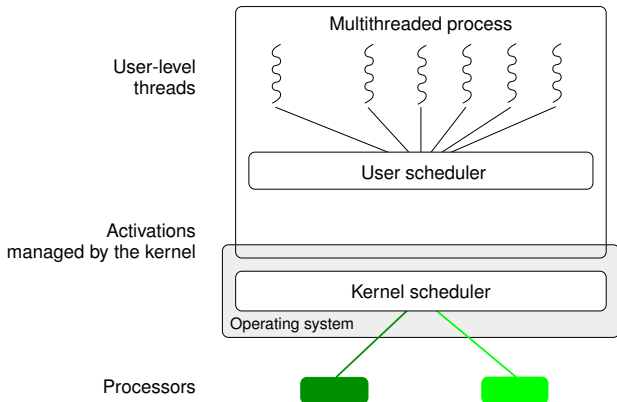 Multithreaded process
User-level
threads
User scheduler
Activations
managed by the kernel
Kernel scheduler
Operating system
Processors